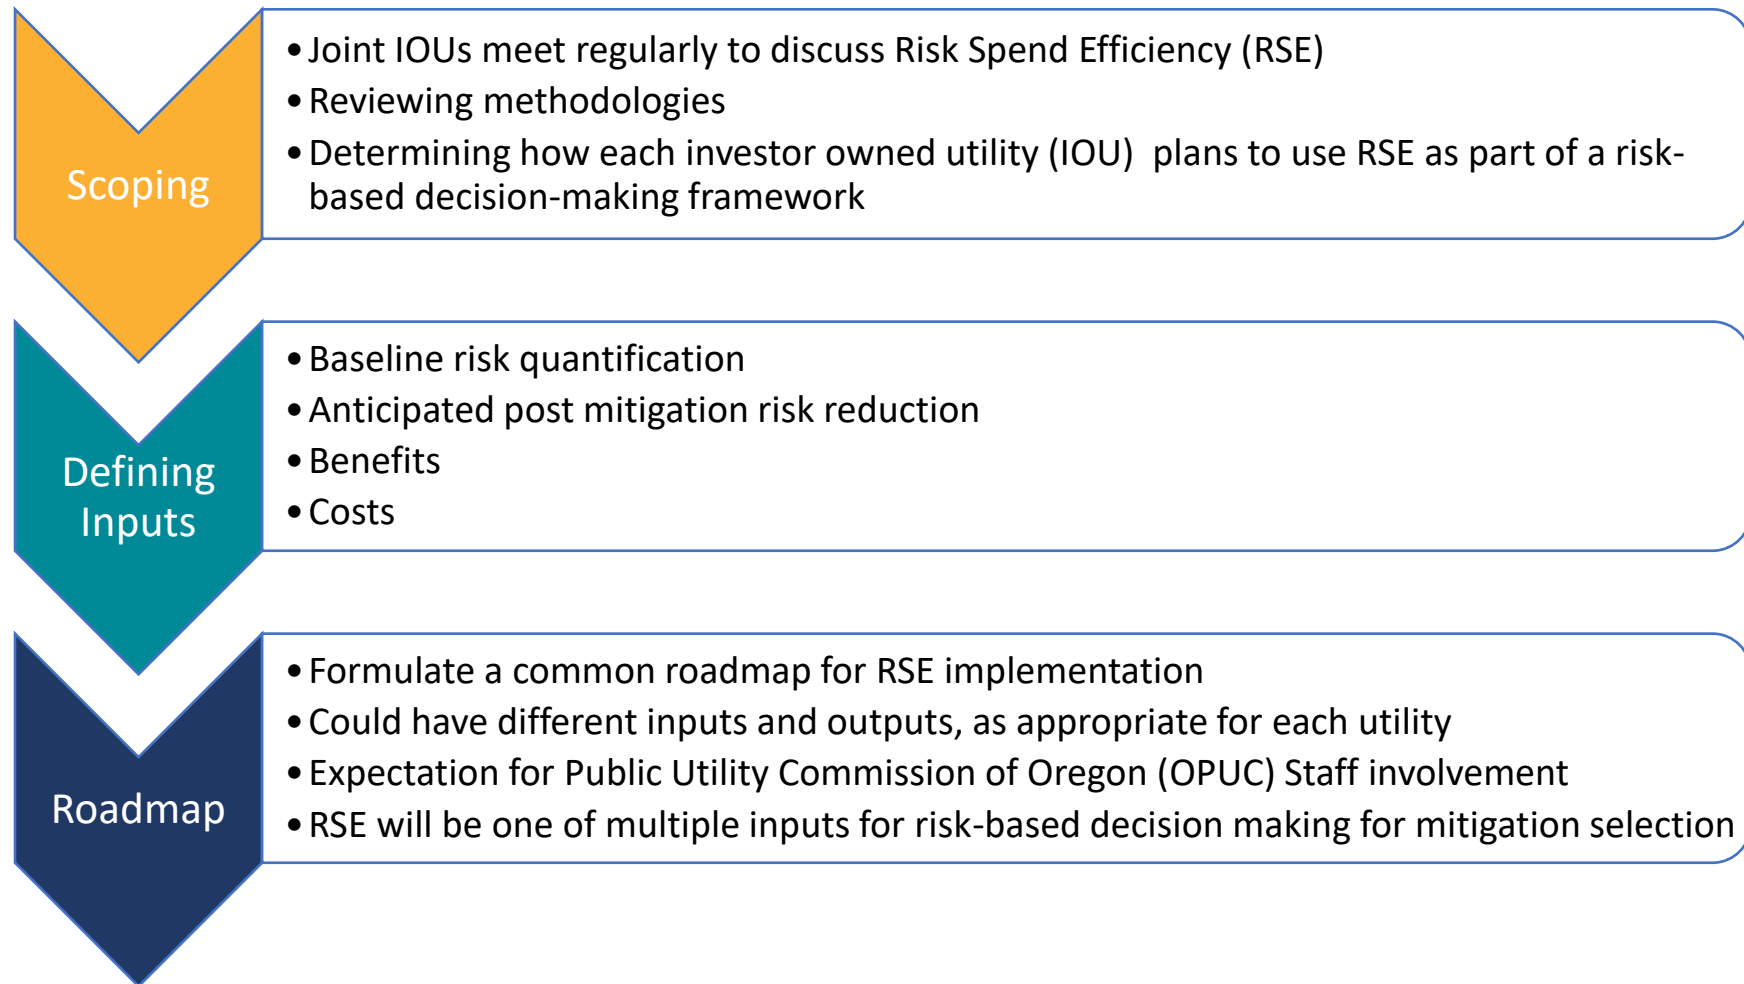 Scoping
• Joint IOUs meet regularly to discuss Risk Spend Efficiency (RSE)
• Reviewing methodologies
• Determining how each investor owned utility (IOU)  plans to use RSE as part of a risk-
based decision-making framework
Defining
Inputs
• Baseline risk quantification
• Anticipated post mitigation risk reduction
• Benefits
• Costs
Roadmap
• Formulate a common roadmap for RSE implementation
• Could have different inputs and outputs, as appropriate for each utility
• Expectation for Public Utility Commission of Oregon (OPUC) Staff involvement
• RSE will be one of multiple inputs for risk-based decision making for mitigation selection